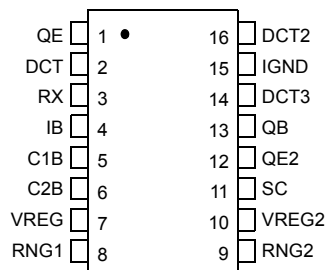 QE 1 16 DCT2
DCT 2 15 IGND
RX 3 14 DCT3
IB 4 13 QB
C1B 5 12 QE2
C2B 6 11 SC
VREG 7 10 VREG2
RNG1 8 9 RNG2